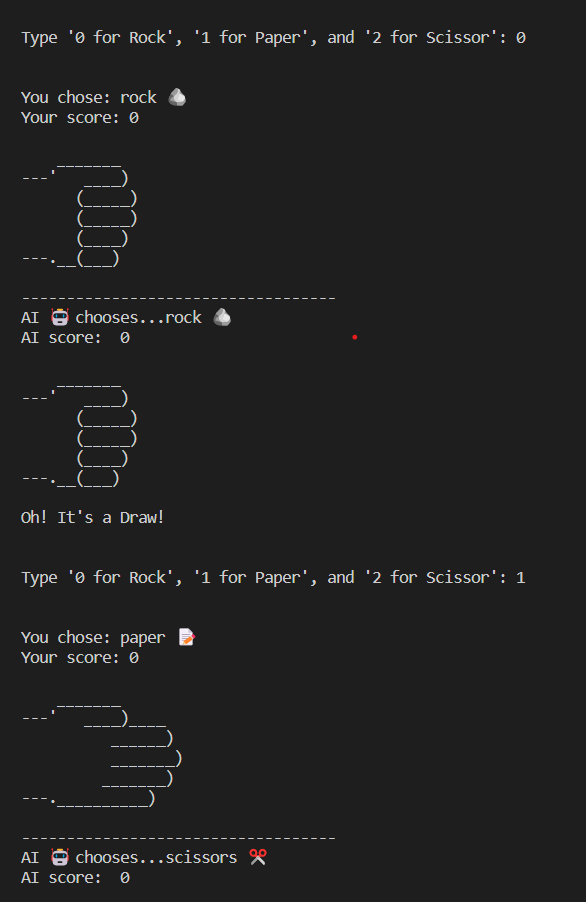 Type '0 for Rock', '1 for Paper', and '2 for Scissor': 0
You chose: rock 🪨
Your score: 0
    _______
---'   ____)
      (_____)
      (_____)
      (____)
---.__(___)
-----------------------------------
AI 🤖 chooses...rock 🪨
AI score:  0
    _______
---'   ____)
      (_____)
      (_____)
      (____)
---.__(___)
Oh! It's a Draw!
Type '0 for Rock', '1 for Paper', and '2 for Scissor': 1
You chose: paper 📝
Your score: 0
    _______
---'   ____)____
          ______)
          _______)
         _______)
---.__________)
-----------------------------------
AI 🤖 chooses...scissors ✂️
AI score:  0